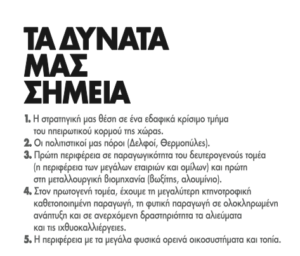 ΤΑ ΔΥΝΑΤΑ
ΜΑΣ
ΣΗΜΕΙΑ
1. Η στρατηγική μας θέση σε ένα εδαφικά κρίσιμο τμήμα
του ηπειρωτικού κορμού της χώρας.
2. Οι πολιτιστικοί μας πόροι (Δελφοί, Θερμοπύλες).
3. Πρώτη περιφέρεια σε παραγωγικότητα του δευτερογενούς τομέα
(η περιφέρεια των μεγάλων εταιριών και ομίλων) και πρώτη
στη μεταλλουργική βιομηχανία (βωξίτης, αλουμίνιο).
4. Στον πρωτογενή τομέα, έχουμε τη μεγαλύτερη κτηνοτροφική
καθετοποιημένη παραγωγή, τη φυτική παραγωγή σε ολοκληρωμένη
ανάπτυξη και σε ανερχόμενη δραστηριότητα τα αλιεύματα
και τις ιχθυοκαλλιέργειες.
5. Η περιφέρεια με τα μεγάλα φυσικά ορεινά οικοσυστήματα και τοπία.